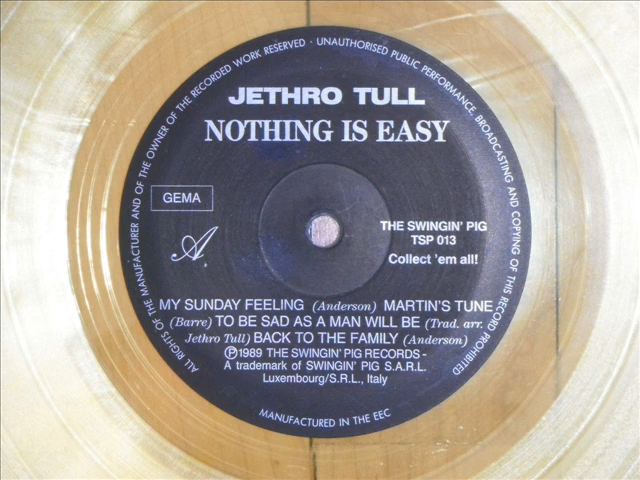 ALL RIGHTS OF THE MANUFACTURER AND OF THE OWNER OF THE RECORDED WORK RESERVED · UNAUTHORISED PUBLIC PERFORMANCE, BROADCASTING AND COPYING OF THIS RECORD PROHIBITED
JETHRO TULL
NOTHING IS EASY
GEMA
THE SWINGIN' PIG
TSP 013
A
Collect 'em all!
MY SUNDAY FEELING (Anderson) MARTIN'S TUNE
(Barre) TO BE SAD AS A MAN WILL BE (Trad. arr.
Jethro Tull) BACK TO THE FAMILY (Anderson)
℗1989 THE SWINGIN' PIG RECORDS -
A trademark of SWINGIN' PIG S.A.R.L.
Luxembourg/S.R.L., Italy
MANUFACTURED IN THE EEC